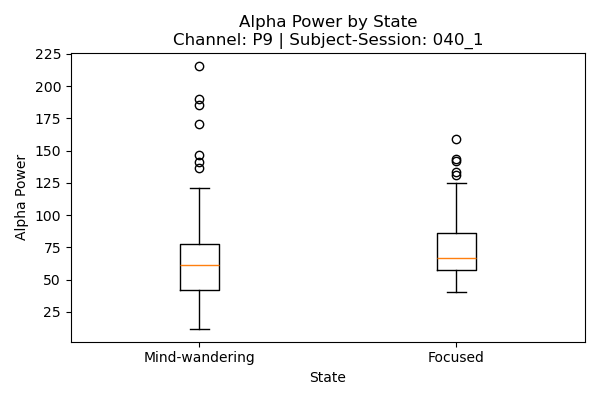 Alpha Power by State
Channel: P9 | Subject-Session: 040_1
225
200
175
150
125
100
75
50
25
Alpha Power
Mind-wandering
Focused
State